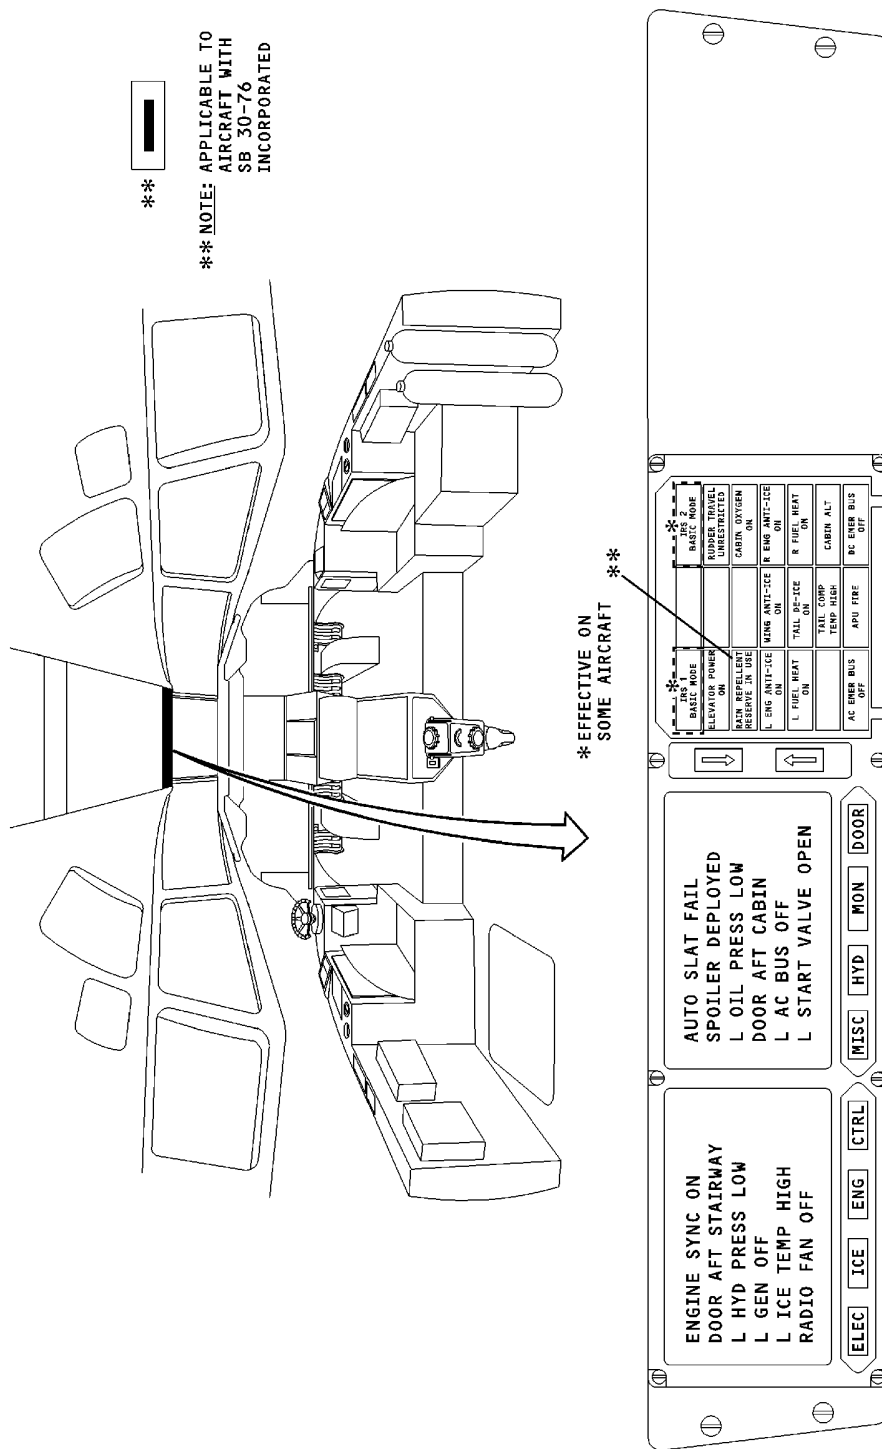 **
** NOTE: APPLICABLE TO
AIRCRAFT WITH
SB 30-76
INCORPORATED
* EFFECTIVE ON
SOME AIRCRAFT
**
ENGINE SYNC ON
DOOR AFT STAIRWAY
L HYD PRESS LOW
L GEN OFF
L ICE TEMP HIGH
RADIO FAN OFF
ELEC
ICE
ENG
CTRL
AUTO SLAT FAIL
SPOILER DEPLOYED
L OIL PRESS LOW
DOOR AFT CABIN
L AC BUS OFF
L START VALVE OPEN
MISC
HYD
MON
DOOR
*
IRS 1
BASIC MODE
*
IRS 2
BASIC MODE
ELEVATOR POWER
ON
RUDDER TRAVEL
UNRESTRICTED
RAIN REPELLENT
RESERVE IN USE
CABIN OXYGEN
ON
L ENG ANTI-ICE
ON
WING ANTI-ICE
ON
R ENG ANTI-ICE
ON
L FUEL HEAT
ON
TAIL DE-ICE
ON
R FUEL HEAT
ON
TAIL COMP
TEMP HIGH
CABIN ALT
AC EMER BUS
OFF
APU FIRE
DC EMER BUS
OFF